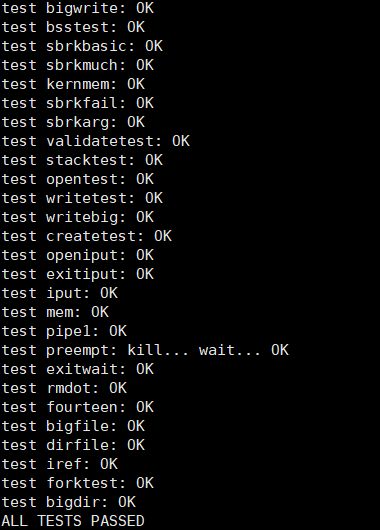 test bigwrite: OK
test bsstest: OK
test sbrkbasic: OK
test sbrkmuch: OK
test kernmem: OK
test sbrkfail: OK
test sbrkarg: OK
test validatetest: OK
test stacktest: OK
test opentest: OK
test writetest: OK
test writebig: OK
test createtest: OK
test openiput: OK
test exitiput: OK
test iput: OK
test mem: OK
test pipe1: OK
test preempt: kill... wait... OK
test exitwait: OK
test rmdot: OK
test fourteen: OK
test bigfile: OK
test dirfile: OK
test iref: OK
test forktest: OK
test bigdir: OK
ALL TESTS PASSED